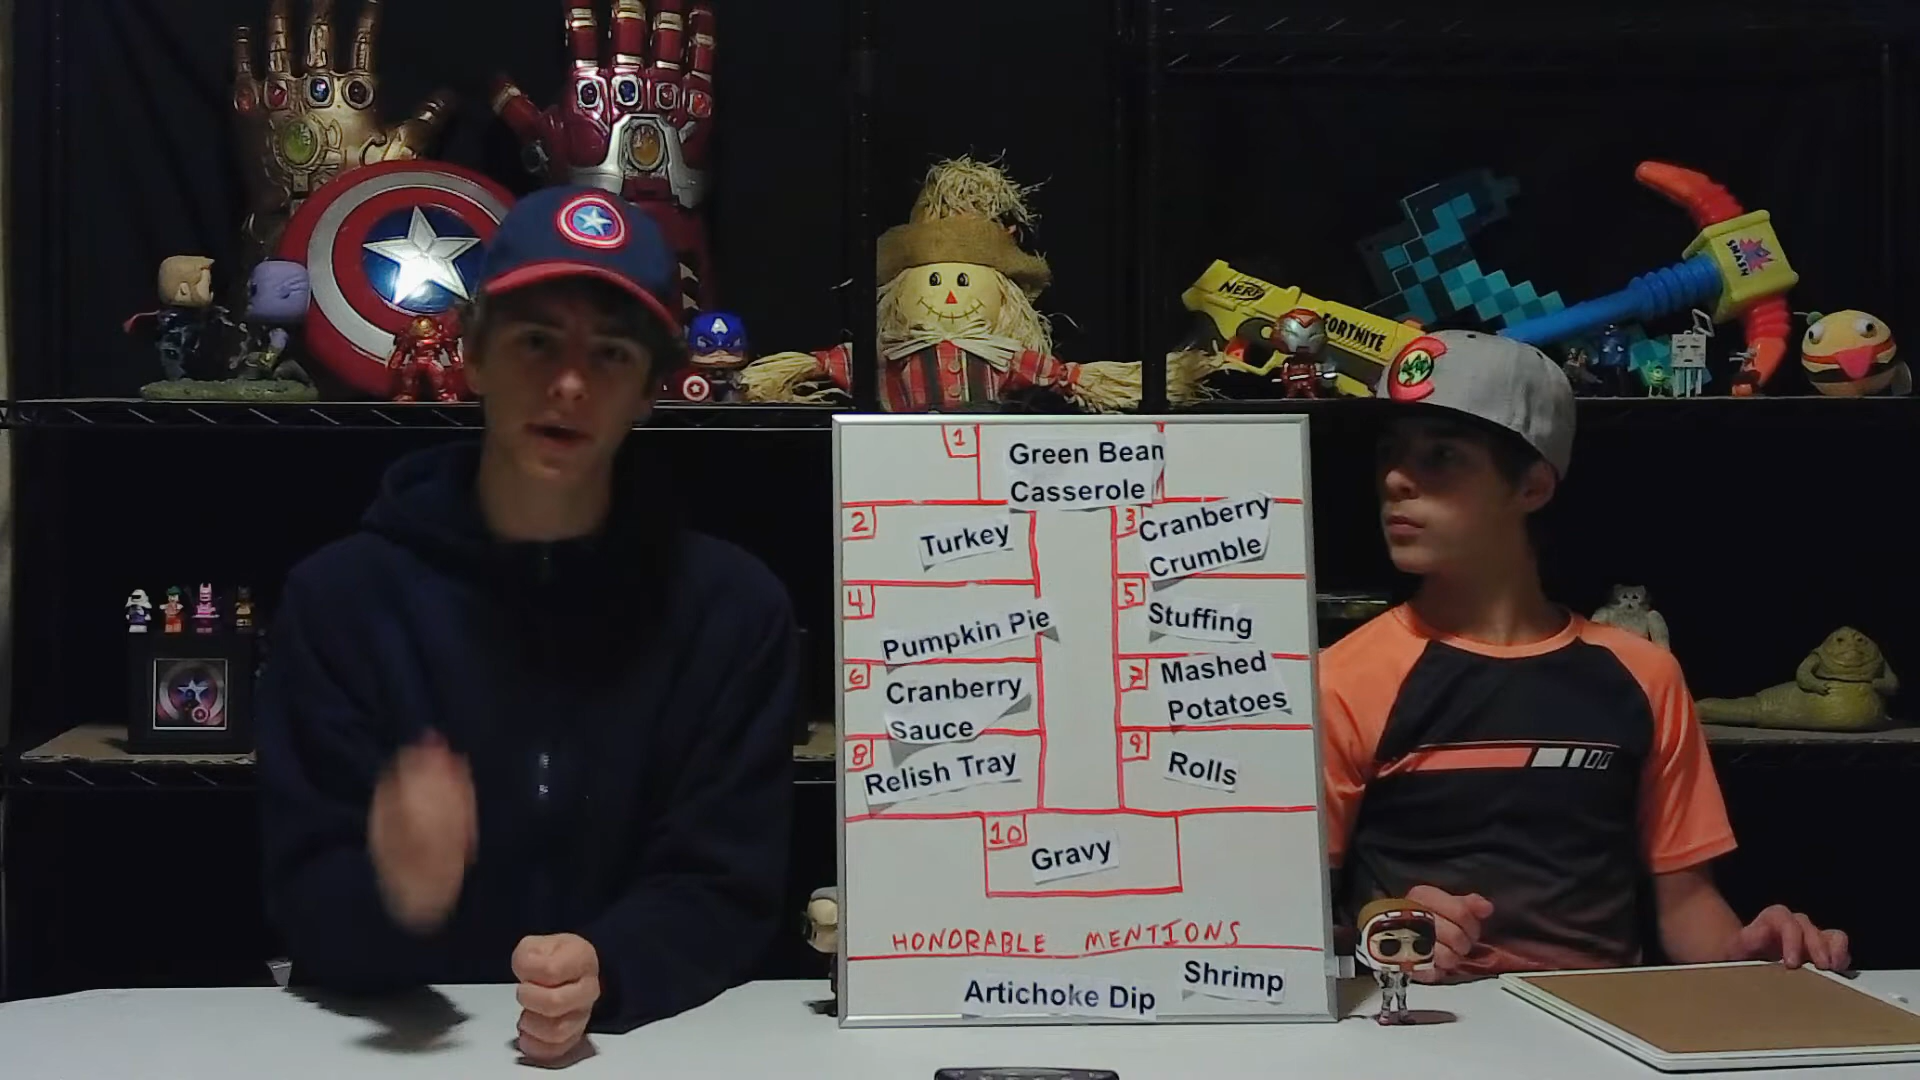 NERF
FORTNITE
SMASH
1
Green Bean
Casserole
2
Turkey
3
Cranberry
Crumble
4
Pumpkin Pie
5
Stuffing
6
Cranberry
Sauce
7
Mashed
Potatoes
8
Relish Tray
9
Rolls
10
Gravy
HONORABLE MENTIONS
Artichoke Dip
Shrimp